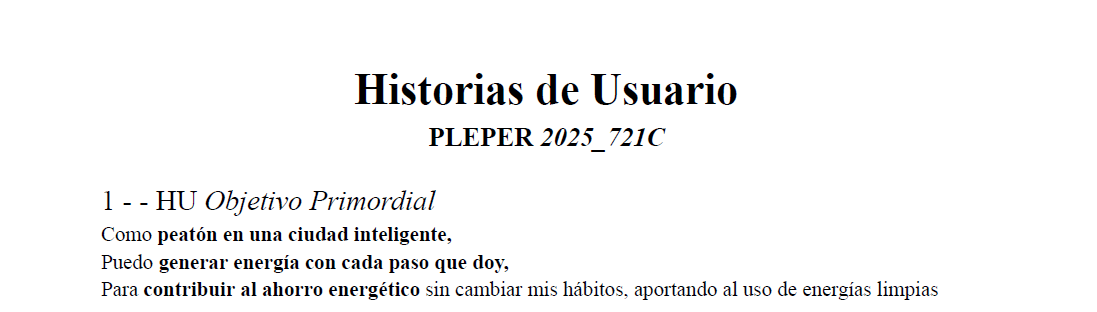 Historias de Usuario
PLEPER 2025_721C
1 - - HU Objetivo Primordial
Como peatón en una ciudad inteligente,
Puedo generar energía con cada paso que doy,
Para contribuir al ahorro energético sin cambiar mis hábitos, aportando al uso de energías limpias